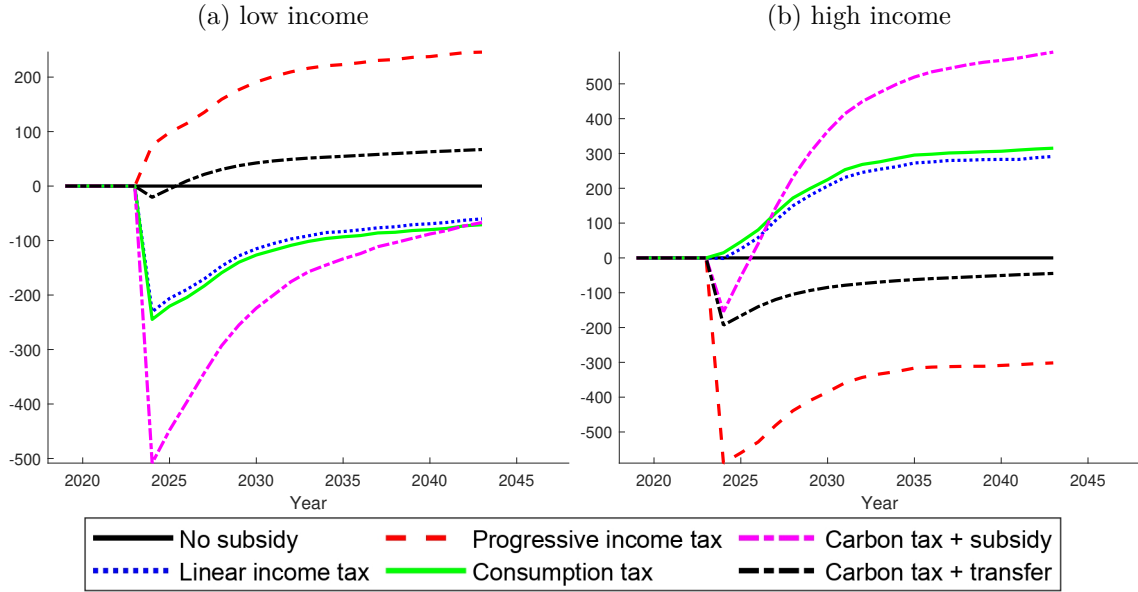 (a) low income
(b) high income
200
100
0
-100
-200
-300
-400
-500
2020 2025 2030 2035 2040 2045
Year
500
400
300
200
100
0
-100
-200
-300
-400
-500
2020 2025 2030 2035 2040 2045
Year
No subsidy
Progressive income tax
Carbon tax + subsidy
Linear income tax
Consumption tax
Carbon tax + transfer